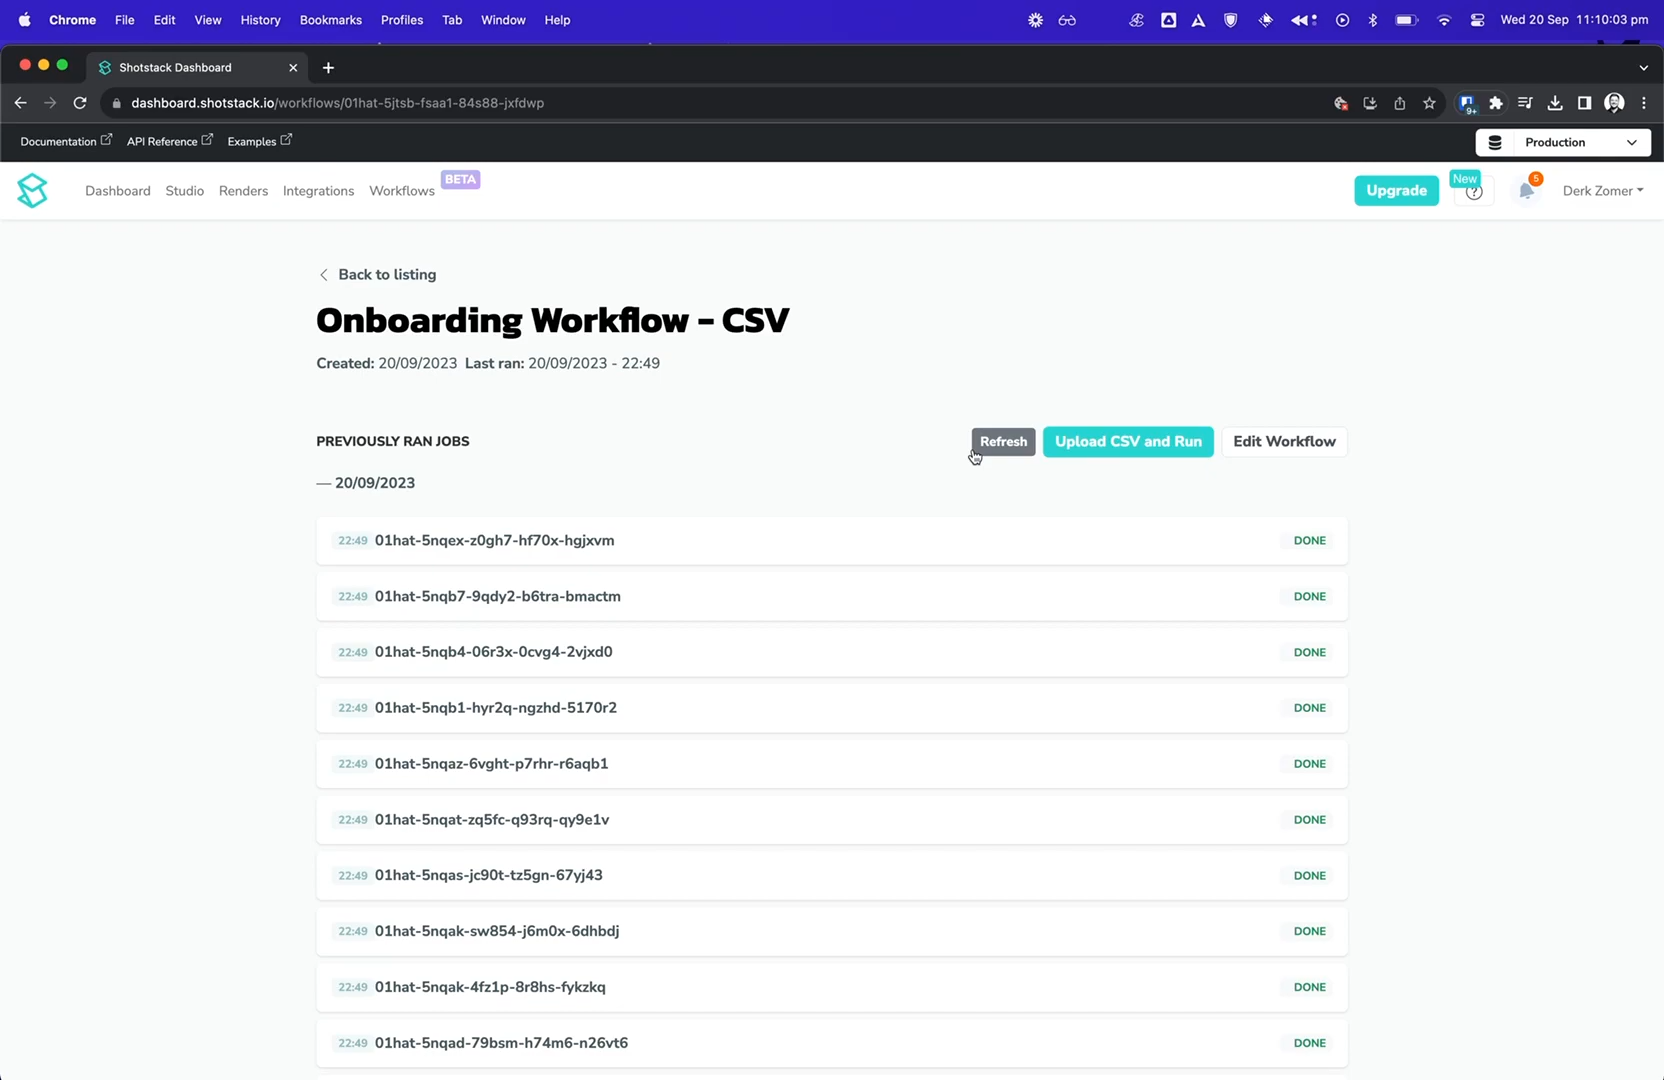 Chrome File Edit View History Bookmarks Profiles Tab Window Help Wed 20 Sep 11:10:03 pm
Shotstack Dashboard
dashboard.shotstack.io/workflows/01hat-5jtsb-fsaa1-84s88-jxfdwp 9+
Documentation API Reference Examples Production
Dashboard Studio Renders Integrations Workflows BETA Upgrade New ? 5 Derk Zomer
Back to listing
Onboarding Workflow - CSV
Created: 20/09/2023 Last ran: 20/09/2023 - 22:49
PREVIOUSLY RAN JOBS Refresh Upload CSV and Run Edit Workflow
— 20/09/2023
22:49 01hat-5nqex-z0gh7-hf70x-hgjxvm DONE
22:49 01hat-5nqb7-9qdy2-b6tra-bmactm DONE
22:49 01hat-5nqb4-06r3x-0cvg4-2vjxd0 DONE
22:49 01hat-5nqb1-hyr2q-ngzhd-5170r2 DONE
22:49 01hat-5nqaz-6vght-p7rhr-r6aqb1 DONE
22:49 01hat-5nqat-zq5fc-q93rq-qy9e1v DONE
22:49 01hat-5nqas-jc90t-tz5gn-67yj43 DONE
22:49 01hat-5nqak-sw854-j6m0x-6dhbdj DONE
22:49 01hat-5nqak-4fz1p-8r8hs-fykzkq DONE
22:49 01hat-5nqad-79bsm-h74m6-n26vt6 DONE